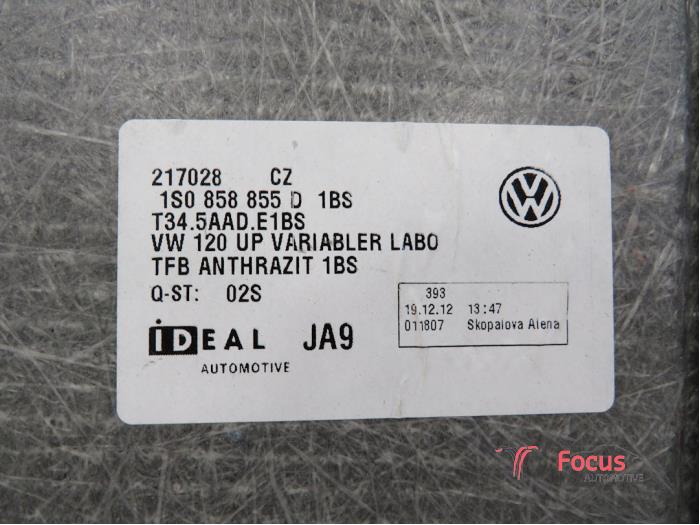 217028 CZ
1S0 858 855 D 1BS
T34.5AAD.E1BS
VW 120 UP VARIABLER LABO
TFB ANTHRAZIT 1BS
Q-ST: 02S
393
19.12.12 13:47
011807 Skopalova Alena
iDEAL JA9
AUTOMOTIVE
Focus
AUTOMOTIVE